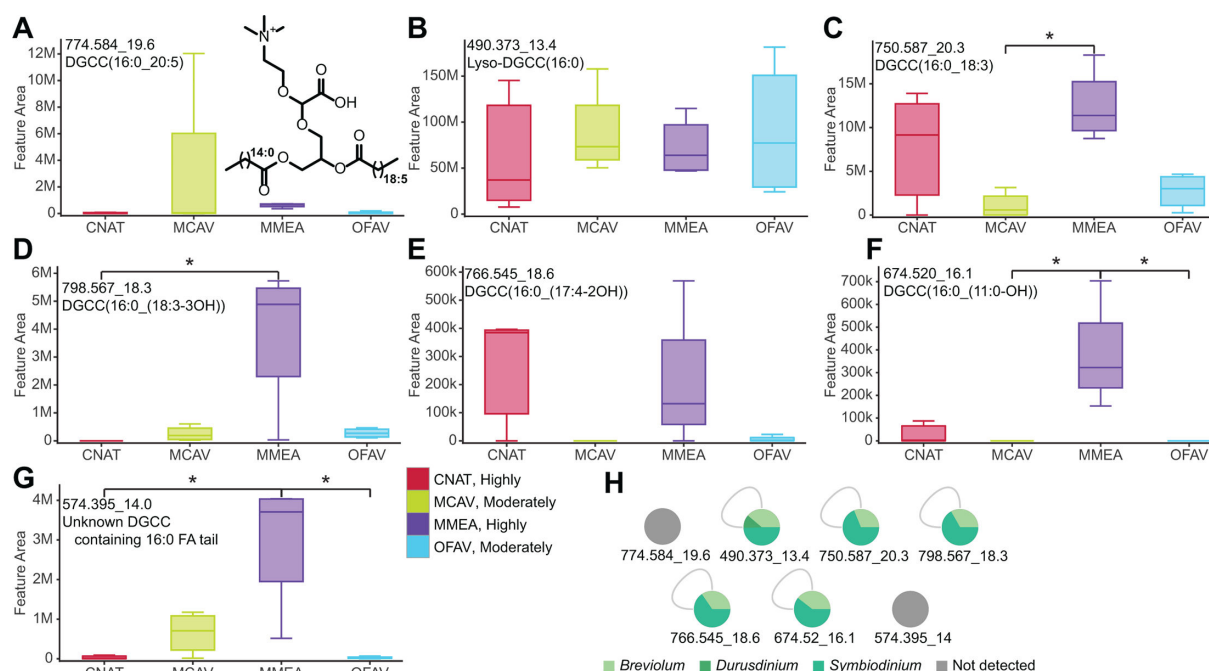 A
774.584_19.6
DGCC(16:0_20:5)
Feature Area
12M
10M
8M
6M
4M
2M
0
CNAT
MCAV
MMEA
OFAV
N+
O
O
OH
O
14:0
O
O
O
O
18:5
B
490.373_13.4
Lyso-DGCC(16:0)
Feature Area
150M
100M
50M
0
CNAT
MCAV
MMEA
OFAV
C
750.587_20.3
DGCC(16:0_18:3)
*
Feature Area
15M
10M
5M
0
CNAT
MCAV
MMEA
OFAV
D
798.567_18.3
DGCC(16:0_(18:3-3OH))
*
Feature Area
6M
5M
4M
3M
2M
1M
0
CNAT
MCAV
MMEA
OFAV
E
766.545_18.6
DGCC(16:0_(17:4-2OH))
Feature Area
600k
500k
400k
300k
200k
100k
0
CNAT
MCAV
MMEA
OFAV
F
674.520_16.1
DGCC(16:0_(11:0-OH))
* *
Feature Area
700k
600k
500k
400k
300k
200k
100k
0
CNAT
MCAV
MMEA
OFAV
G
574.395_14.0
Unknown DGCC
containing 16:0 FA tail
* *
Feature Area
4M
3M
2M
1M
0
CNAT
MCAV
MMEA
OFAV
CNAT, Highly
MCAV, Moderately
MMEA, Highly
OFAV, Moderately
H
774.584_19.6
490.373_13.4
750.587_20.3
798.567_18.3
766.545_18.6
674.52_16.1
574.395_14
Breviolum
Durusdinium
Symbiodinium
Not detected